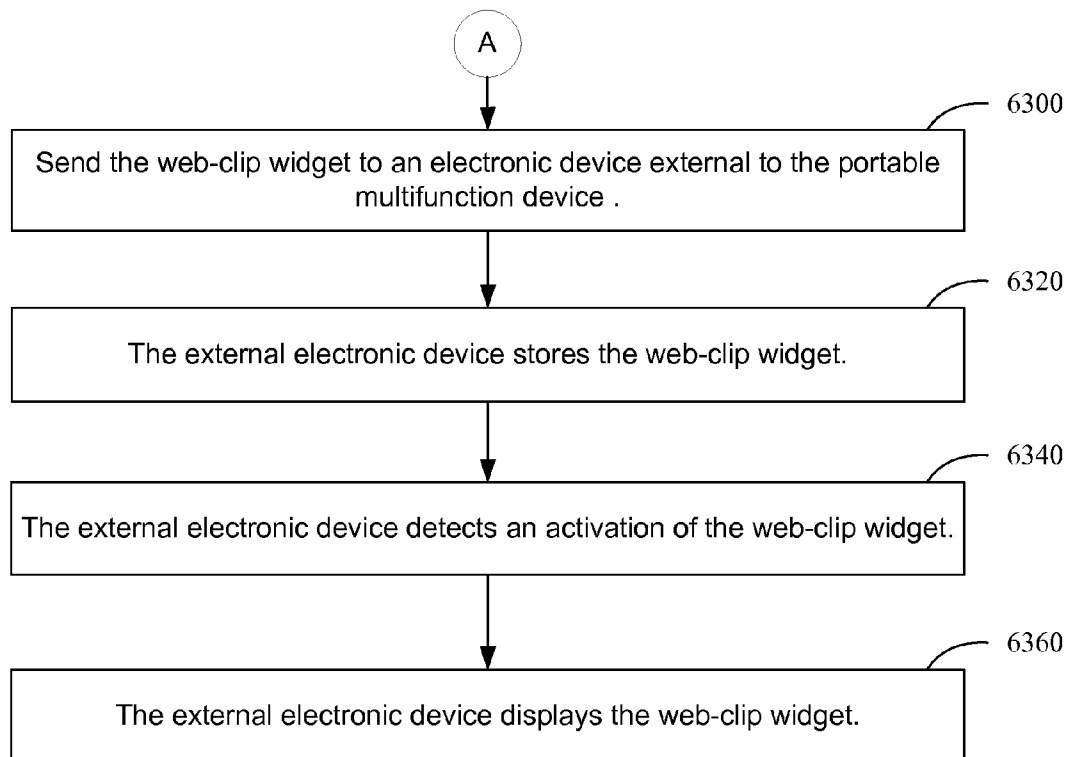 A
6300
Send the web-clip widget to an electronic device external to the portable
multifunction device .
6320
The external electronic device stores the web-clip widget.
6340
The external electronic device detects an activation of the web-clip widget.
6360
The external electronic device displays the web-clip widget.